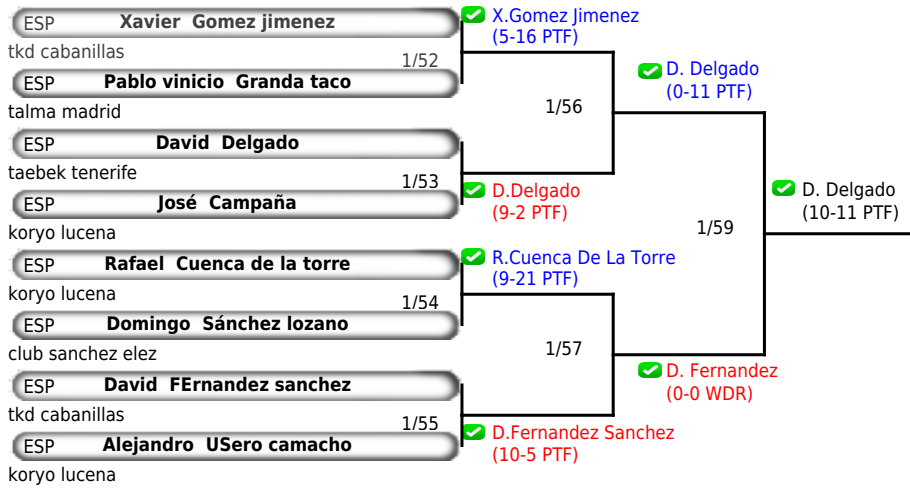 ESP Xavier Gomez jimenez
tkd cabanillas
1/52
ESP Pablo vinicio Granda taco
talma madrid
ESP David Delgado
taebek tenerife
1/53
ESP José Campaña
koryo lucena
ESP Rafael Cuenca de la torre
koryo lucena
1/54
ESP Domingo Sánchez lozano
club sanchez elez
ESP David FErnandez sanchez
tkd cabanillas
1/55
ESP Alejandro USero camacho
koryo lucena
X.Gomez Jimenez
(5-16 PTF)
1/56
D.Delgado
(9-2 PTF)
R.Cuenca De La Torre
(9-21 PTF)
1/57
D.Fernandez Sanchez
(10-5 PTF)
D. Delgado
(0-11 PTF)
1/59
D. Fernandez
(0-0 WDR)
D. Delgado
(10-11 PTF)